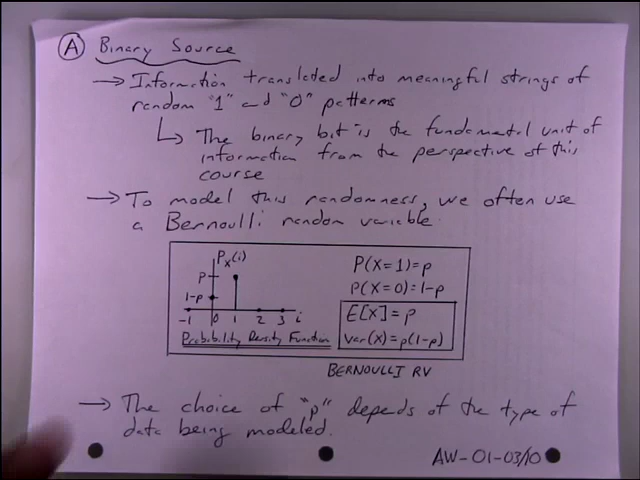 A Binary Source
→ Information translated into meaningful strings of
random "1" and "0" patterns
↳ The binary bit is the fundametal unit of
information from the perspective of this
course
→ To model this randomness, we often use
a Bernoulli random variable.
Px(i)
p
1-p
-1 0 1 2 3 i
Probability Density Function
P(X=1)=p
P(X=0)=1-p
E[X]=p
var(X)=p(1-p)
BERNOULLI RV
→ The choice of "p" depends of the type of
data being modeled.
AW-01-03/10